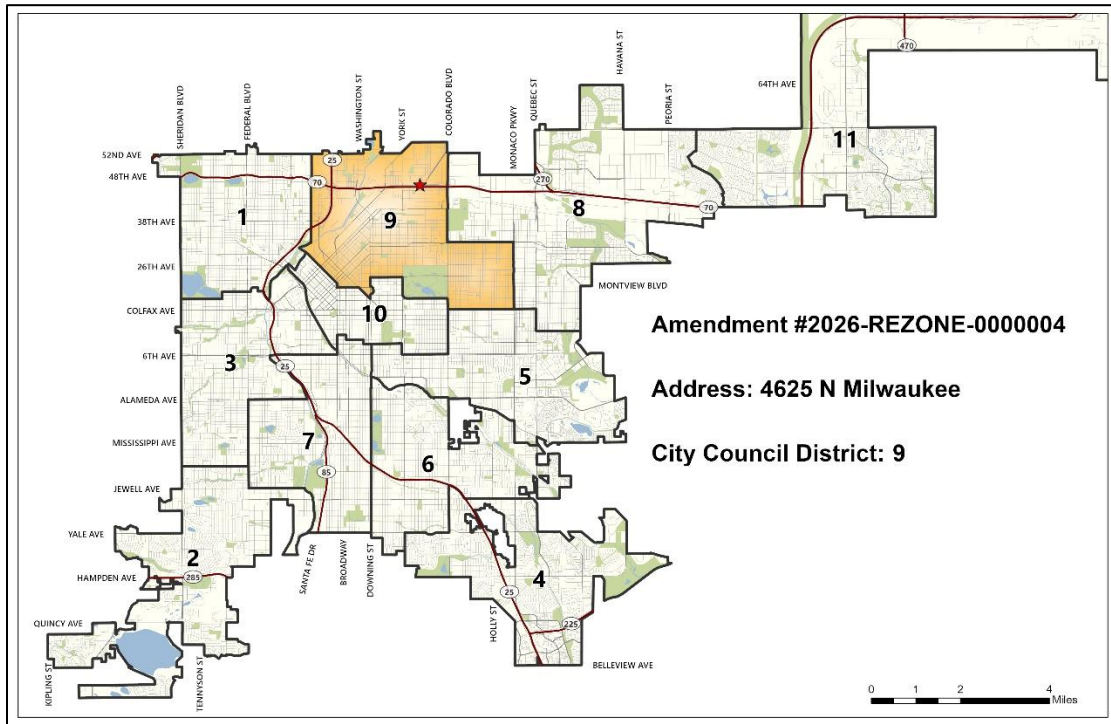 SHERIDAN BLVD
FEDERAL BLVD
WASHINGTON ST
YORK ST
COLORADO BLVD
MONACO PKWY
QUEBEC ST
HAVANA ST
PEORIA ST
64TH AVE
470
52ND AVE
48TH AVE
38TH AVE
26TH AVE
COLFAX AVE
6TH AVE
ALAMEDA AVE
MISSISSIPPI AVE
JEWELL AVE
YALE AVE
HAMPDEN AVE
QUINCY AVE
25
70
270
70
11
1
9
8
MONTVIEW BLVD
10
3
25
5
7
6
85
2
285
4
25
225
Amendment #2026-REZONE-0000004
Address: 4625 N Milwaukee
City Council District: 9
SANTA FE DR
BROADWAY
DOWNING ST
HOLLY ST
BELLEVIEW AVE
KIPLING ST
TENNYSON ST
0 1 2 4
Miles